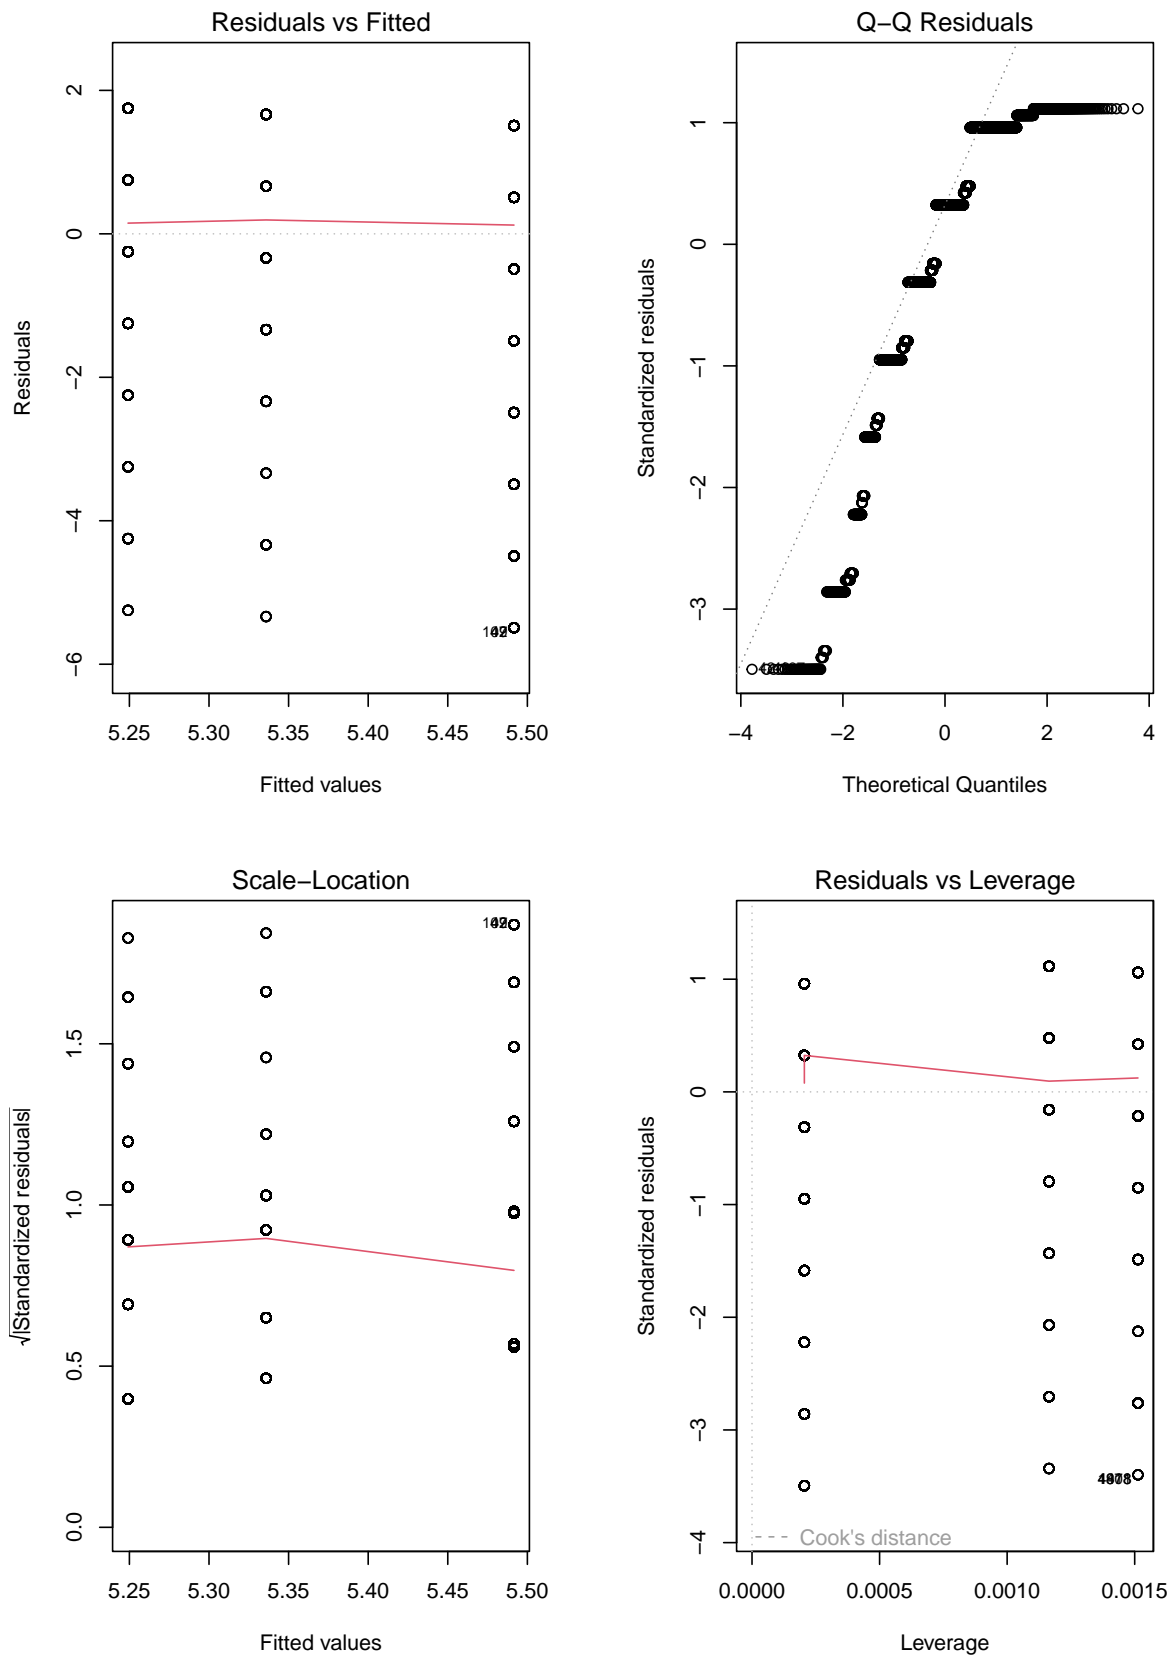 Residuals vs Fitted
Residuals
2
0
−2
−4
−6
5.25 5.30 5.35 5.40 5.45 5.50
Fitted values
Q−Q Residuals
Standardized residuals
1
0
−1
−2
−3
−4 −2 0 2 4
Theoretical Quantiles
Scale−Location
√|Standardized residuals|
1.5
1.0
0.5
0.0
5.25 5.30 5.35 5.40 5.45 5.50
Fitted values
Residuals vs Leverage
Standardized residuals
1
0
−1
−2
−3
−4
Cook's distance
0.0000 0.0005 0.0010 0.0015
Leverage